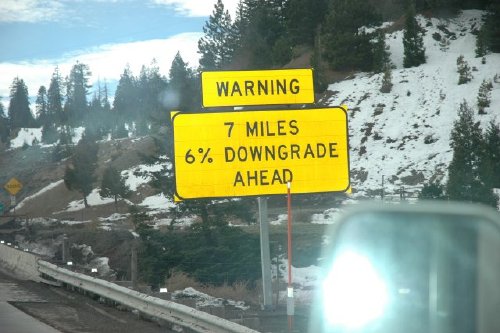 WARNING
7 MILES
6% DOWNGRADE
AHEAD